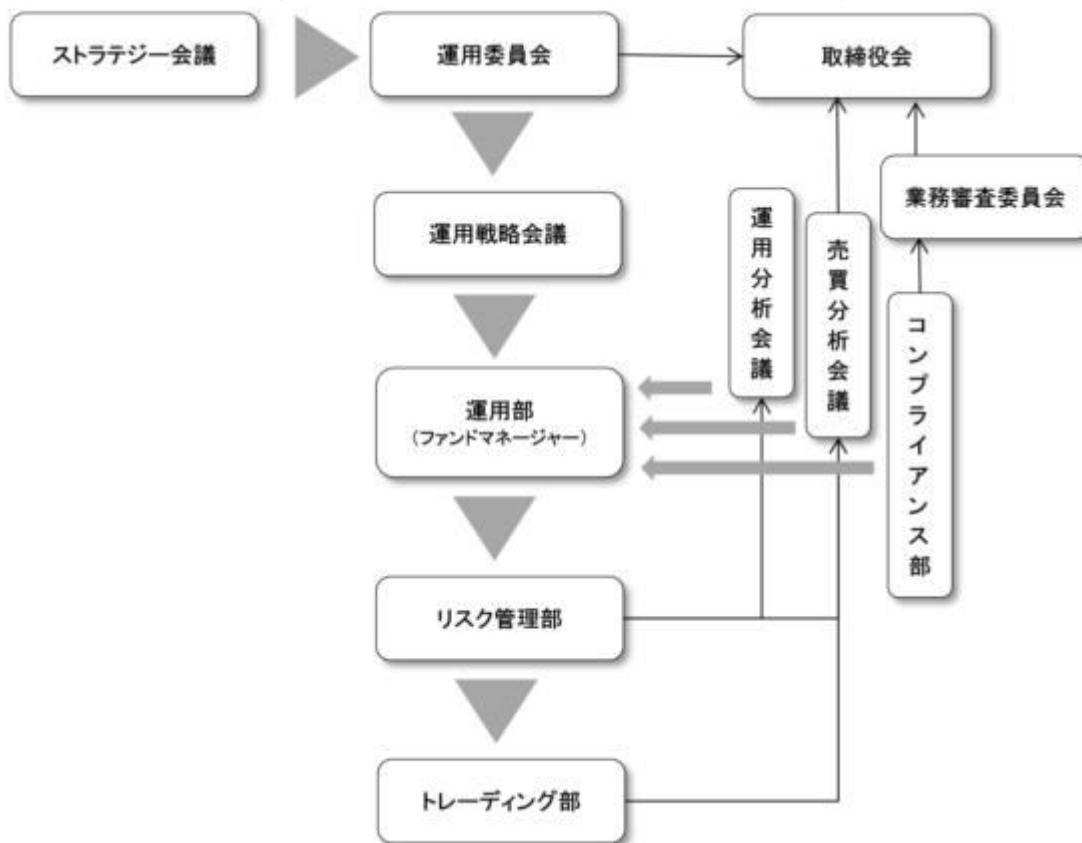 ストラテジー会議
運用委員会
取締役会
業務審査委員会
運用戦略会議
運用分析会議
売買分析会議
コンプライアンス部
運用部
(ファンドマネージャー)
リスク管理部
トレーディング部